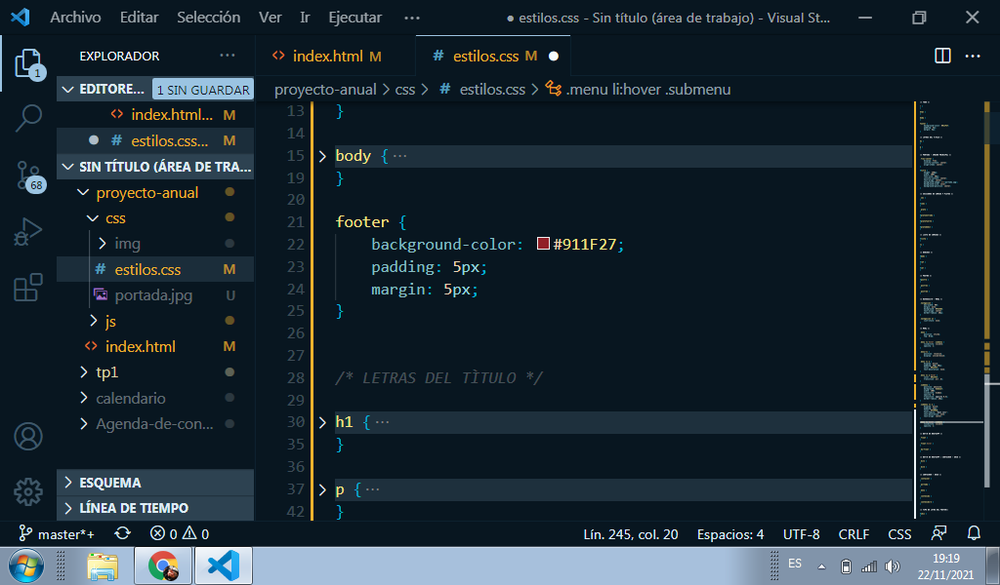 Archivo Editar Selección Ver Ir Ejecutar ··· ● estilos.css - Sin título (área de trabajo) - Visual St...
EXPLORADOR ···
EDITORE... 1 SIN GUARDAR
<> index.html... M
● # estilos.css... M
SIN TÍTULO (ÁREA DE TRA...
proyecto-anual
css
img
# estilos.css M
portada.jpg U
js
<> index.html M
tp1
calendario
Agenda-de-con...
ESQUEMA
LÍNEA DE TIEMPO
1
68
<> index.html M # estilos.css M ●
proyecto-anual > css > # estilos.css > .menu li:hover .submenu
13 }
14
15 > body { ···
19 }
20
21 footer {
22 background-color: #911F27;
23 padding: 5px;
24 margin: 5px;
25 }
26
27
28 /* LETRAS DEL TÌTULO */
29
30 > h1 { ···
35 }
36
37 > p { ···
42 }
master*+ 0 0 Lín. 245, col. 20 Espacios: 4 UTF-8 CRLF CSS
ES 19:19
22/11/2021